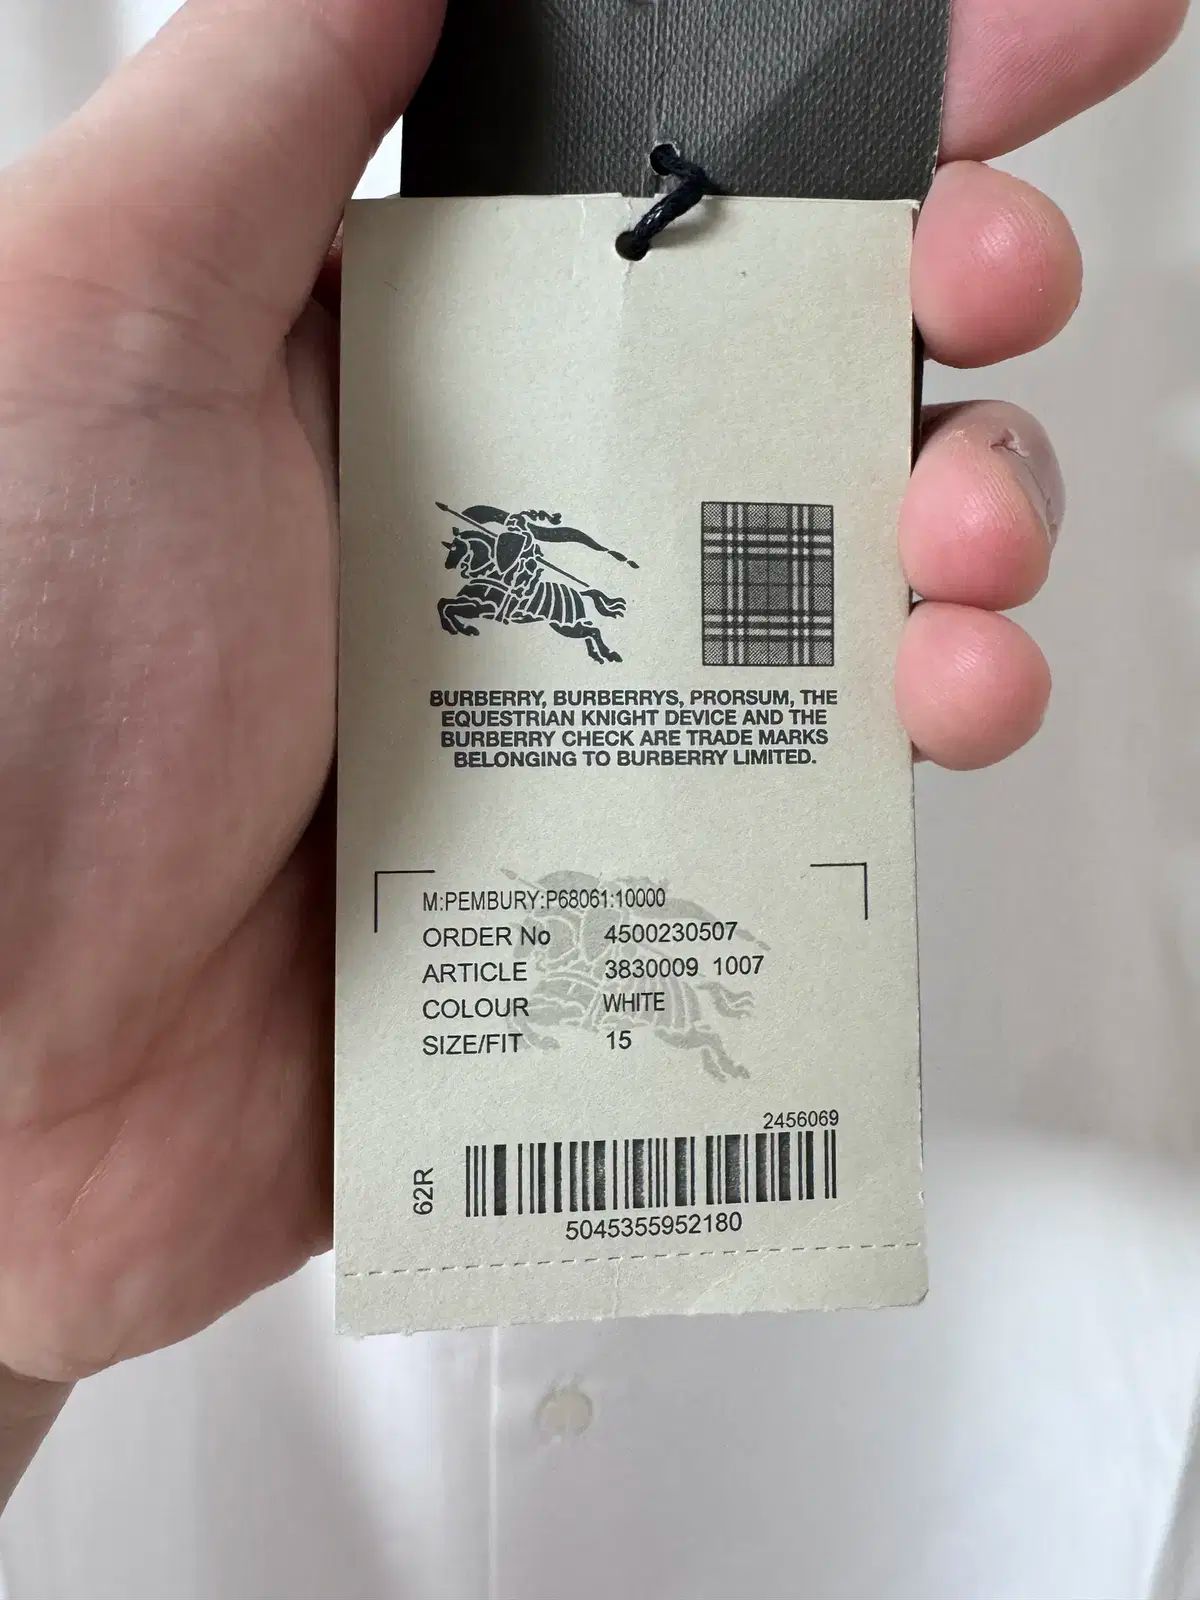 BURBERRY, BURBERRYS, PRORSUM, THE
EQUESTRIAN KNIGHT DEVICE AND THE
BURBERRY CHECK ARE TRADE MARKS
BELONGING TO BURBERRY LIMITED.
M:PEMBURY:P68061:10000
ORDER No 4500230507
ARTICLE 3830009 1007
COLOUR WHITE
SIZE/FIT 15
2456069
62R
5045355952180